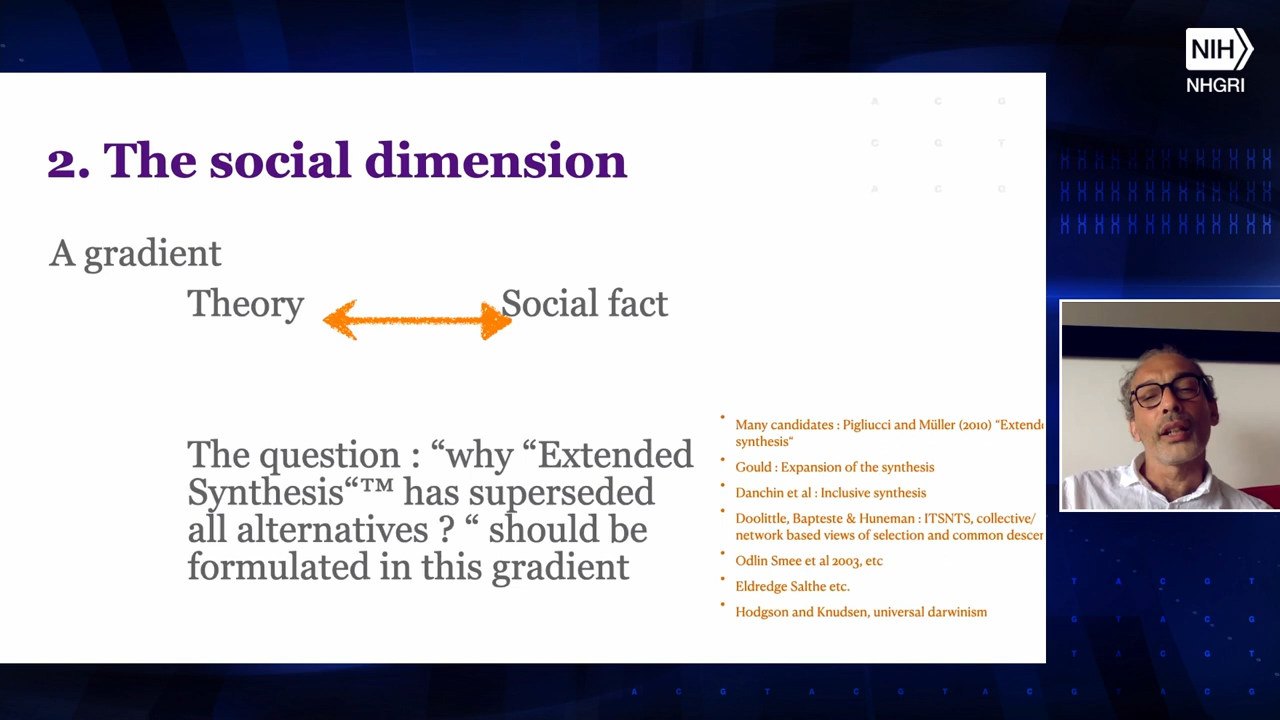 NIH
NHGRI
2. The social dimension
A gradient
Theory
Social fact
The question : “why “Extended
Synthesis“™ has superseded
all alternatives ? “ should be
formulated in this gradient
• Many candidates : Pigliucci and Müller (2010) “Extende
synthesis“
• Gould : Expansion of the synthesis
• Danchin et al : Inclusive synthesis
• Doolittle, Bapteste & Huneman : ITSNTS, collective/
network based views of selection and common descen
• Odlin Smee et al 2003, etc
• Eldredge Salthe etc.
• Hodgson and Knudsen, universal darwinism